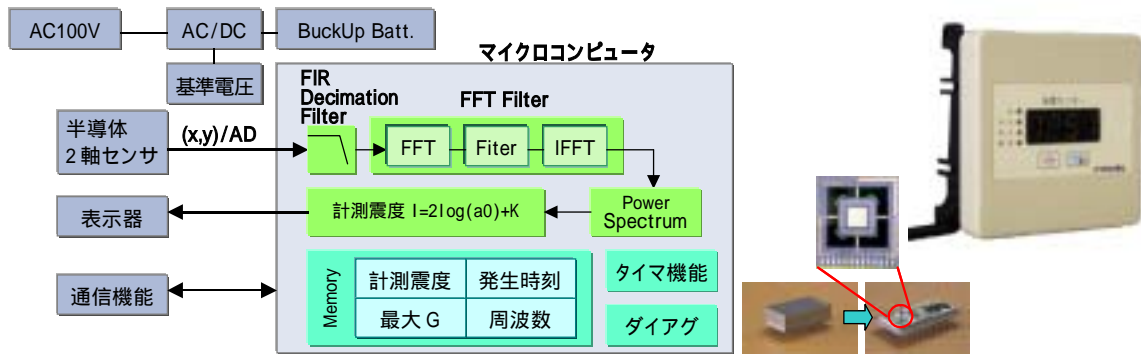 AC100V
AC/DC
BuckUp Batt.
基準電圧
マイクロコンピュータ
FIR
Decimation
Filter
FFT Filter
半導体
2軸センサ
(x,y)/AD
FFT
Fiter
IFFT
表示器
計測震度 I=2log(a0)+K
Power
Spectrum
通信機能
Memory
計測震度
発生時刻
最大G
周波数
タイマ機能
ダイアグ